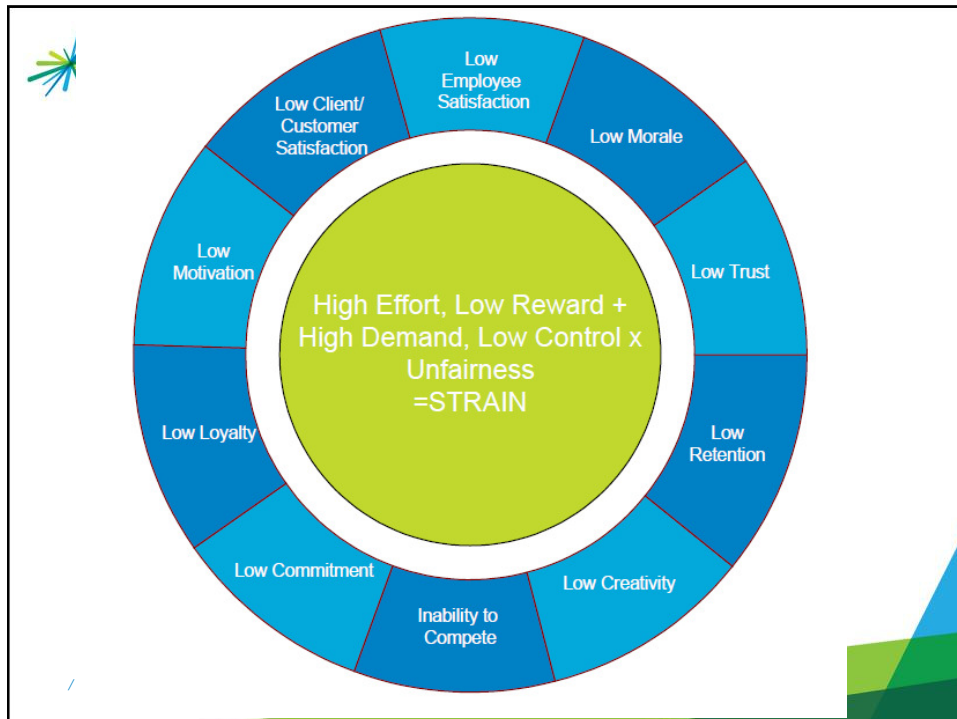 Low
Employee
Satisfaction
Low Morale
Low Trust
Low
Retention
Low Creativity
Inability to
Compete
Low Commitment
Low Loyalty
Low
Motivation
Low Client/
Customer
Satisfaction
High Effort, Low Reward +
High Demand, Low Control x
Unfairness
=STRAIN
/